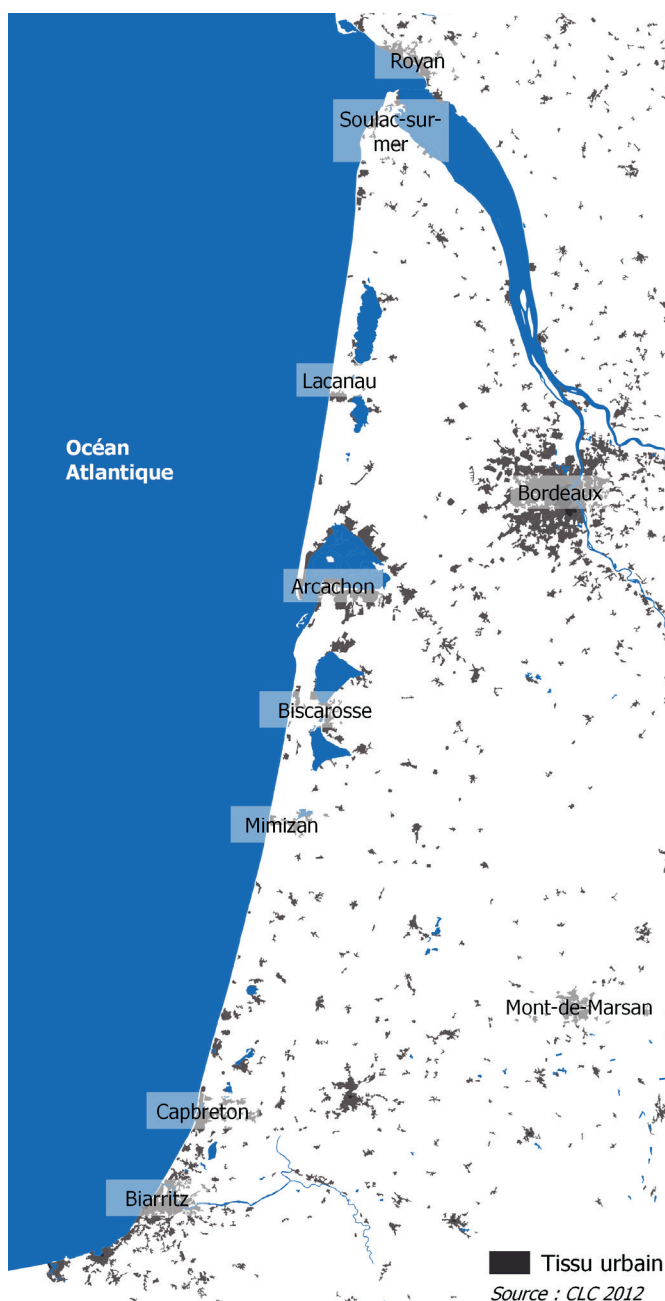 Royan
Soulac-sur-
mer
Lacanau
Océan
Atlantique
Bordeaux
Arcachon
Biscarosse
Mimizan
Mont-de-Marsan
Capbreton
Biarritz
Tissu urbain
Source : CLC 2012